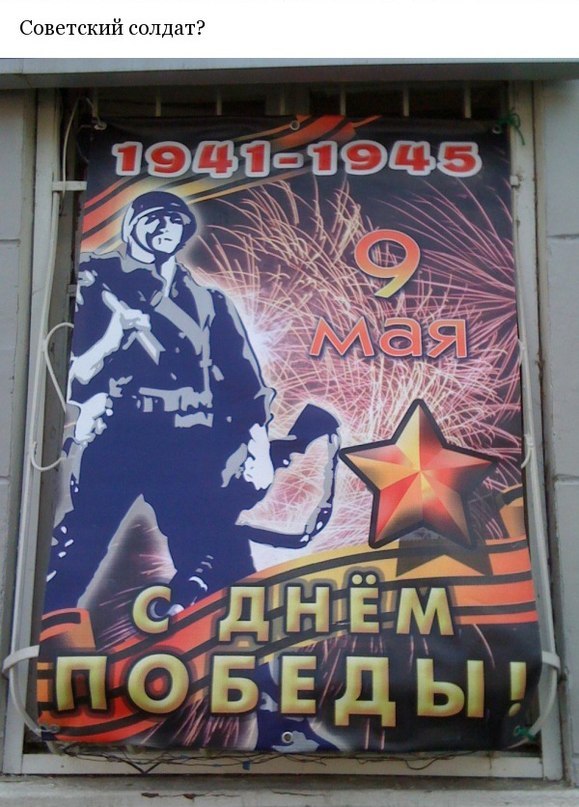 Советский солдат?
1941-1945
9
мая
С ДНЁМ
ПОБЕДЫ!